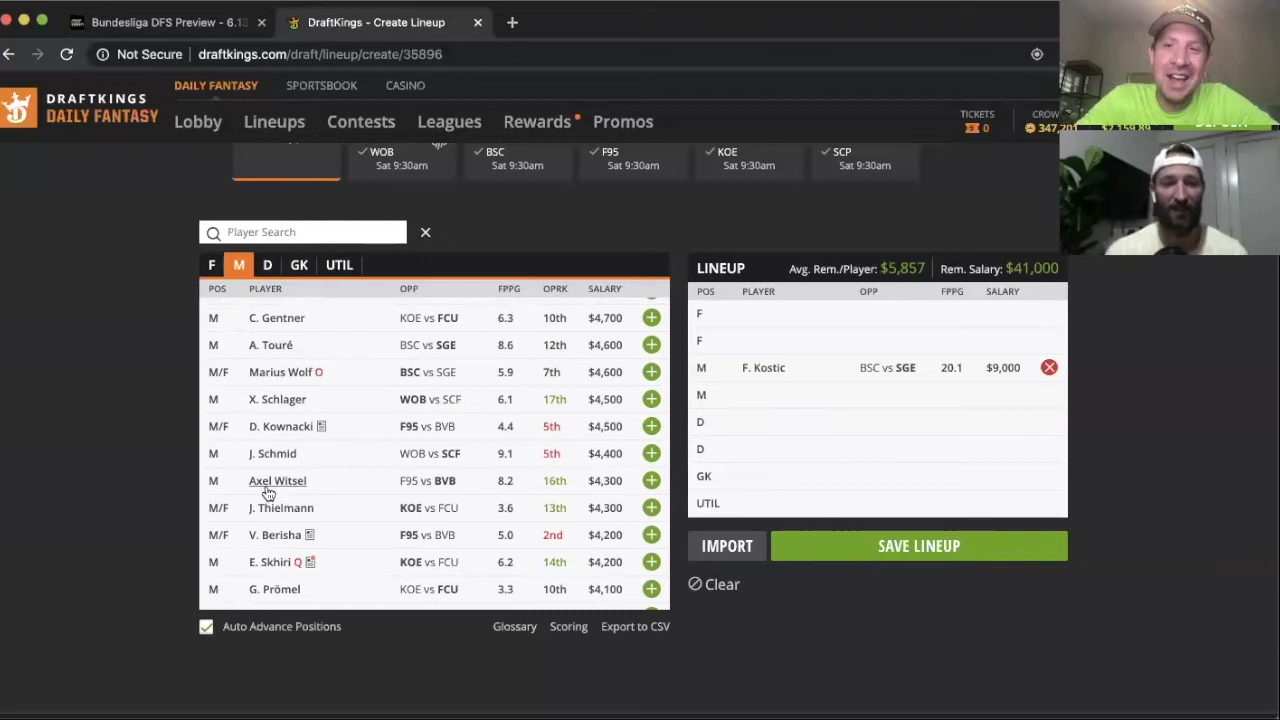 Bundesliga DFS Preview - 6.13
DraftKings - Create Lineup
Not Secure
draftkings.com/draft/lineup/create/35896
DRAFTKINGS
DAILY FANTASY
DAILY FANTASY SPORTSBOOK CASINO
Lobby Lineups Contests Leagues Rewards Promos
TICKETS
0
CROW
347,201
WOB
Sat 9:30am
BSC
Sat 9:30am
F95
Sat 9:30am
KOE
Sat 9:30am
SCP
Sat 9:30am
Player Search
F M D GK UTIL
POS PLAYER OPP FPPG OPRK SALARY
M C. Gentner KOE vs FCU 6.3 10th $4,700
M A. Touré BSC vs SGE 8.6 12th $4,600
M/F Marius Wolf O BSC vs SGE 5.9 7th $4,600
M X. Schlager WOB vs SCF 6.1 17th $4,500
M/F D. Kownacki F95 vs BVB 4.4 5th $4,500
M J. Schmid WOB vs SCF 9.1 5th $4,400
M Axel Witsel F95 vs BVB 8.2 16th $4,300
M/F J. Thielmann KOE vs FCU 3.6 13th $4,300
M/F V. Berisha F95 vs BVB 5.0 2nd $4,200
M E. Skhiri Q KOE vs FCU 6.2 14th $4,200
M G. Prömel KOE vs FCU 3.3 10th $4,100
Auto Advance Positions
Glossary Scoring Export to CSV
LINEUP Avg. Rem./Player: $5,857 Rem. Salary: $41,000
POS PLAYER OPP FPPG SALARY
F
F
M F. Kostic BSC vs SGE 20.1 $9,000
M
D
D
GK
UTIL
IMPORT SAVE LINEUP
Clear